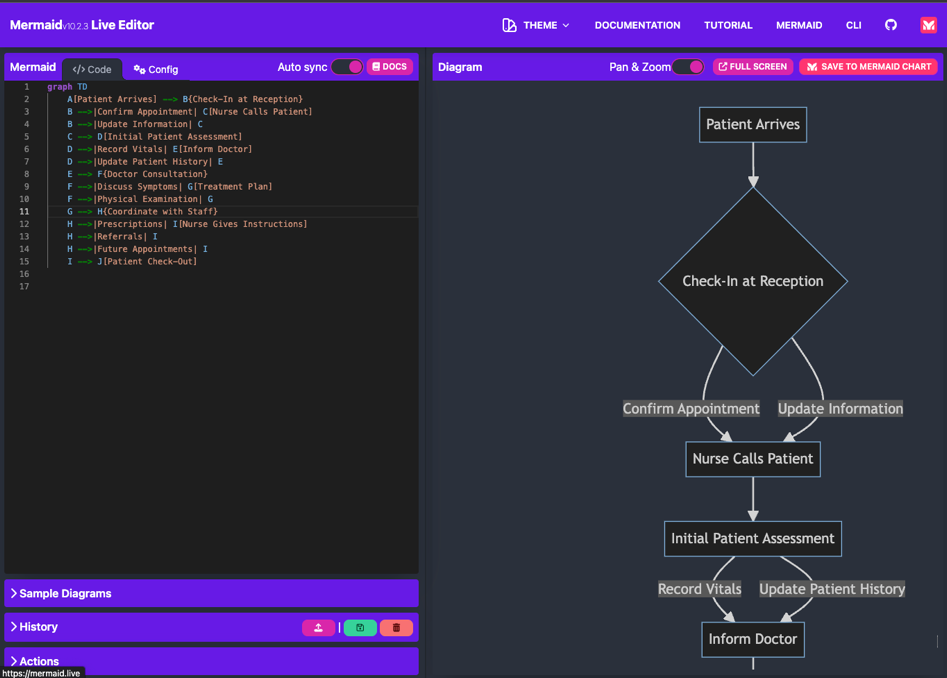 Mermaid v10.2.3 Live Editor
THEME
DOCUMENTATION
TUTORIAL
MERMAID
CLI
Mermaid
</> Code
Config
Auto sync
DOCS
1 graph TD
2 A[Patient Arrives] --> B{Check-In at Reception}
3 B -->|Confirm Appointment| C[Nurse Calls Patient]
4 B -->|Update Information| C
5 C --> D[Initial Patient Assessment]
6 D -->|Record Vitals| E[Inform Doctor]
7 D -->|Update Patient History| E
8 E --> F{Doctor Consultation}
9 F -->|Discuss Symptoms| G[Treatment Plan]
10 F -->|Physical Examination| G
11 G --> H{Coordinate with Staff}
12 H -->|Prescriptions| I[Nurse Gives Instructions]
13 H -->|Referrals| I
14 H -->|Future Appointments| I
15 I --> J[Patient Check-Out]
16
17
Sample Diagrams
History
Actions
https://mermaid.live
Diagram
Pan & Zoom
FULL SCREEN
SAVE TO MERMAID CHART
Patient Arrives
Check-In at Reception
Confirm Appointment
Update Information
Nurse Calls Patient
Initial Patient Assessment
Record Vitals
Update Patient History
Inform Doctor